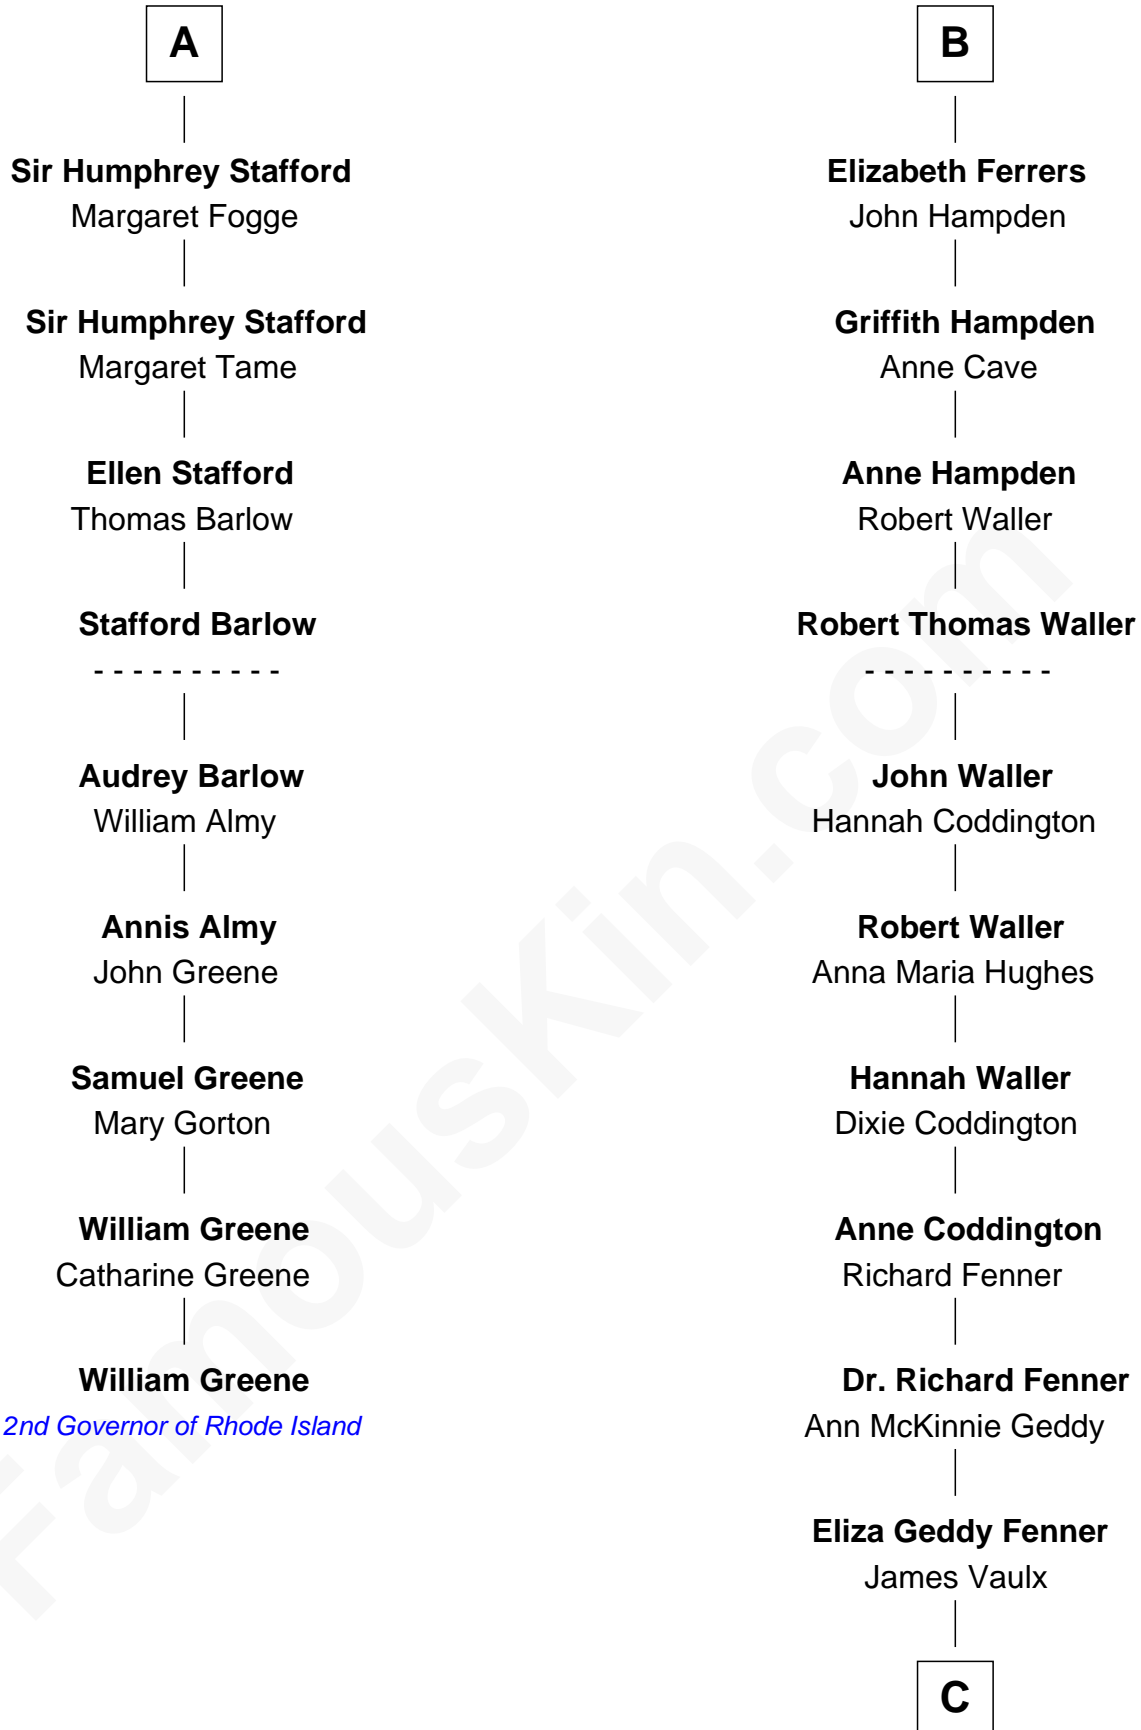 A
Sir Humphrey Stafford
Margaret Fogge
Sir Humphrey Stafford
Margaret Tame
Ellen Stafford
Thomas Barlow
Stafford Barlow
- - - - - - - - - -
Audrey Barlow
William Almy
Annis Almy
John Greene
Samuel Greene
Mary Gorton
William Greene
Catharine Greene
William Greene
2nd Governor of Rhode Island
B
Elizabeth Ferrers
John Hampden
Griffith Hampden
Anne Cave
Anne Hampden
Robert Waller
Robert Thomas Waller
- - - - - - - - - -
John Waller
Hannah Coddington
Robert Waller
Anna Maria Hughes
Hannah Waller
Dixie Coddington
Anne Coddington
Richard Fenner
Dr. Richard Fenner
Ann McKinnie Geddy
Eliza Geddy Fenner
James Vaulx
C
FamousKin.com